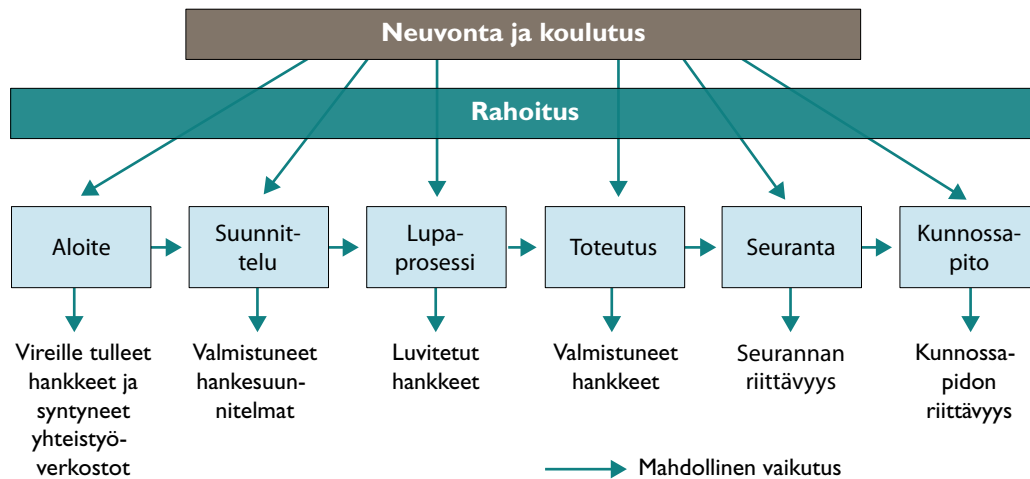 Neuvonta ja koulutus
Rahoitus
Aloite
Suunnit-
telu
Lupa-
prosessi
Toteutus
Seuranta
Kunnossa-
pito
Vireille tulleet
hankkeet ja
syntyneet
yhteistyö-
verkostot
Valmistuneet
hankesuun-
nitelmat
Luvitetut
hankkeet
Valmistuneet
hankkeet
Seurannan
riittävyys
Kunnossa-
pidon
riittävyys
Mahdollinen vaikutus